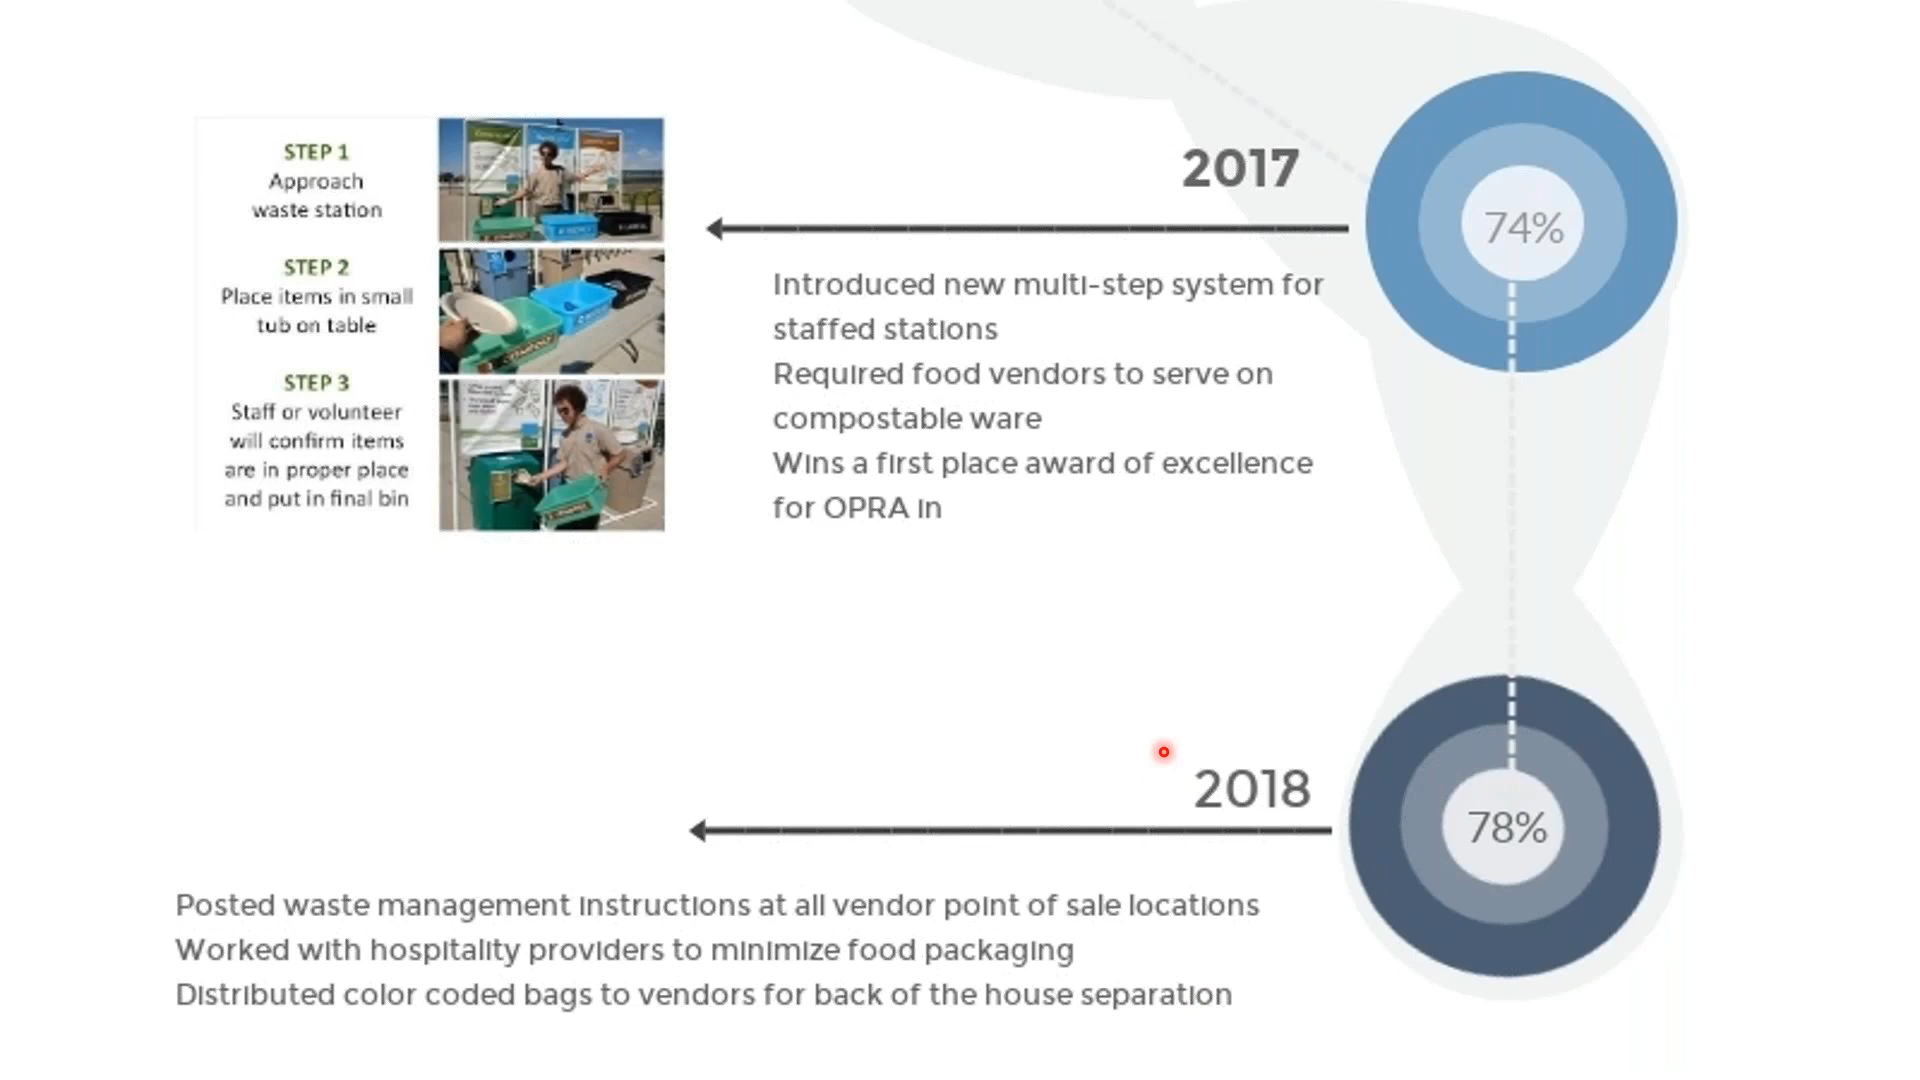 STEP 1
Approach
waste station
STEP 2
Place items in small
tub on table
STEP 3
Staff or volunteer
will confirm items
are in proper place
and put in final bin
2017
74%
Introduced new multi-step system for
staffed stations
Required food vendors to serve on
compostable ware
Wins a first place award of excellence
for OPRA in
2018
78%
Posted waste management instructions at all vendor point of sale locations
Worked with hospitality providers to minimize food packaging
Distributed color coded bags to vendors for back of the house separation